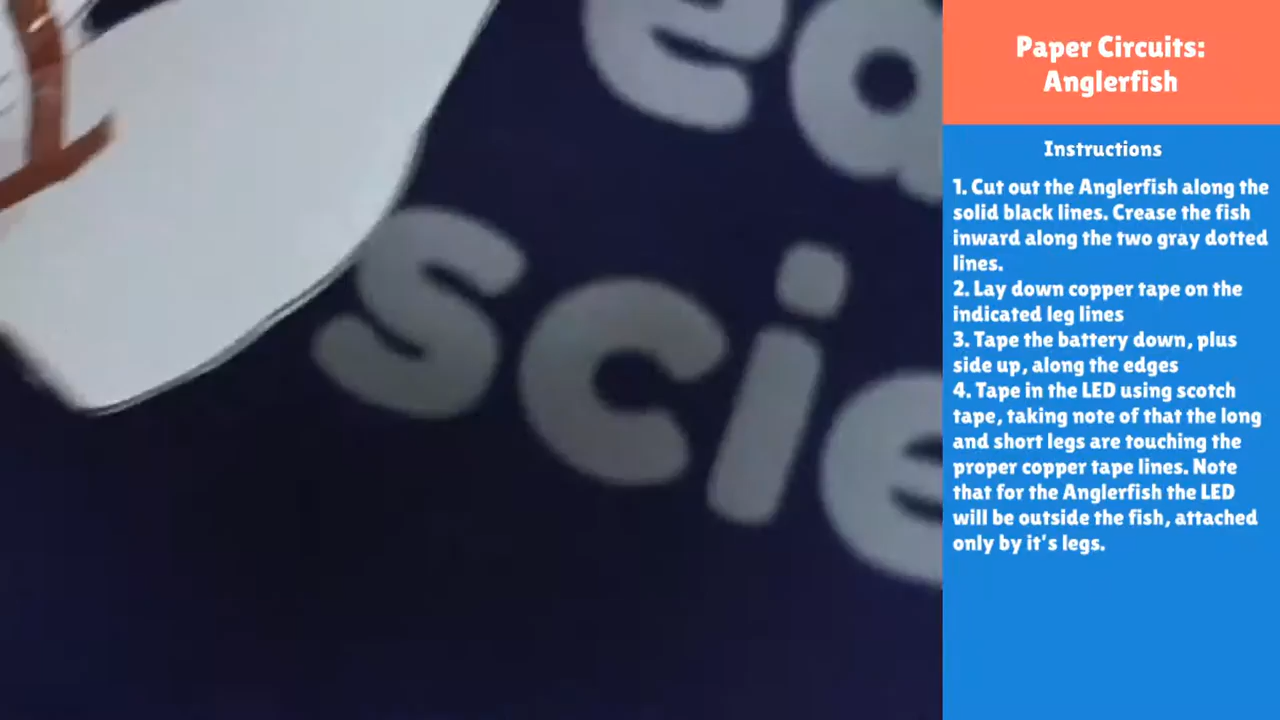 ea
scie
Paper Circuits:
Anglerfish
Instructions
1. Cut out the Anglerfish along the
solid black lines. Crease the fish
inward along the two gray dotted
lines.
2. Lay down copper tape on the
indicated leg lines
3. Tape the battery down, plus
side up, along the edges
4. Tape in the LED using scotch
tape, taking note of that the long
and short legs are touching the
proper copper tape lines. Note
that for the Anglerfish the LED
will be outside the fish, attached
only by it's legs.